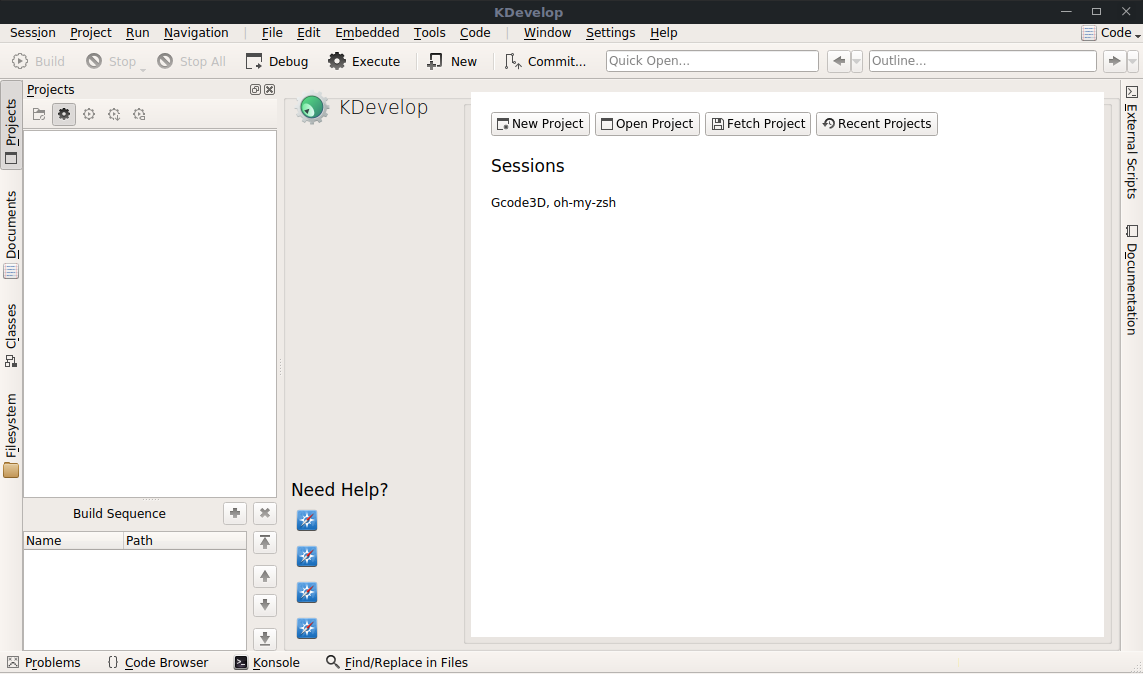 KDevelop
Session Project Run Navigation File Edit Embedded Tools Code Window Settings Help Code
Build Stop Stop All Debug Execute New Commit... Quick Open... Outline...
Projects
Projects
Documents
Classes
Filesystem
KDevelop
New Project Open Project Fetch Project Recent Projects
Sessions
Gcode3D, oh-my-zsh
External Scripts
Documentation
Need Help?
Build Sequence
Name Path
Problems {} Code Browser Konsole Find/Replace in Files